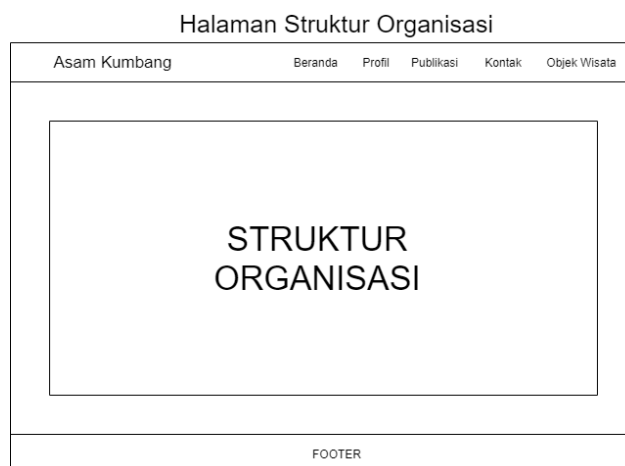 Halaman Struktur Organisasi
Asam Kumbang Beranda Profil Publikasi Kontak Objek Wisata
STRUKTUR
ORGANISASI
FOOTER